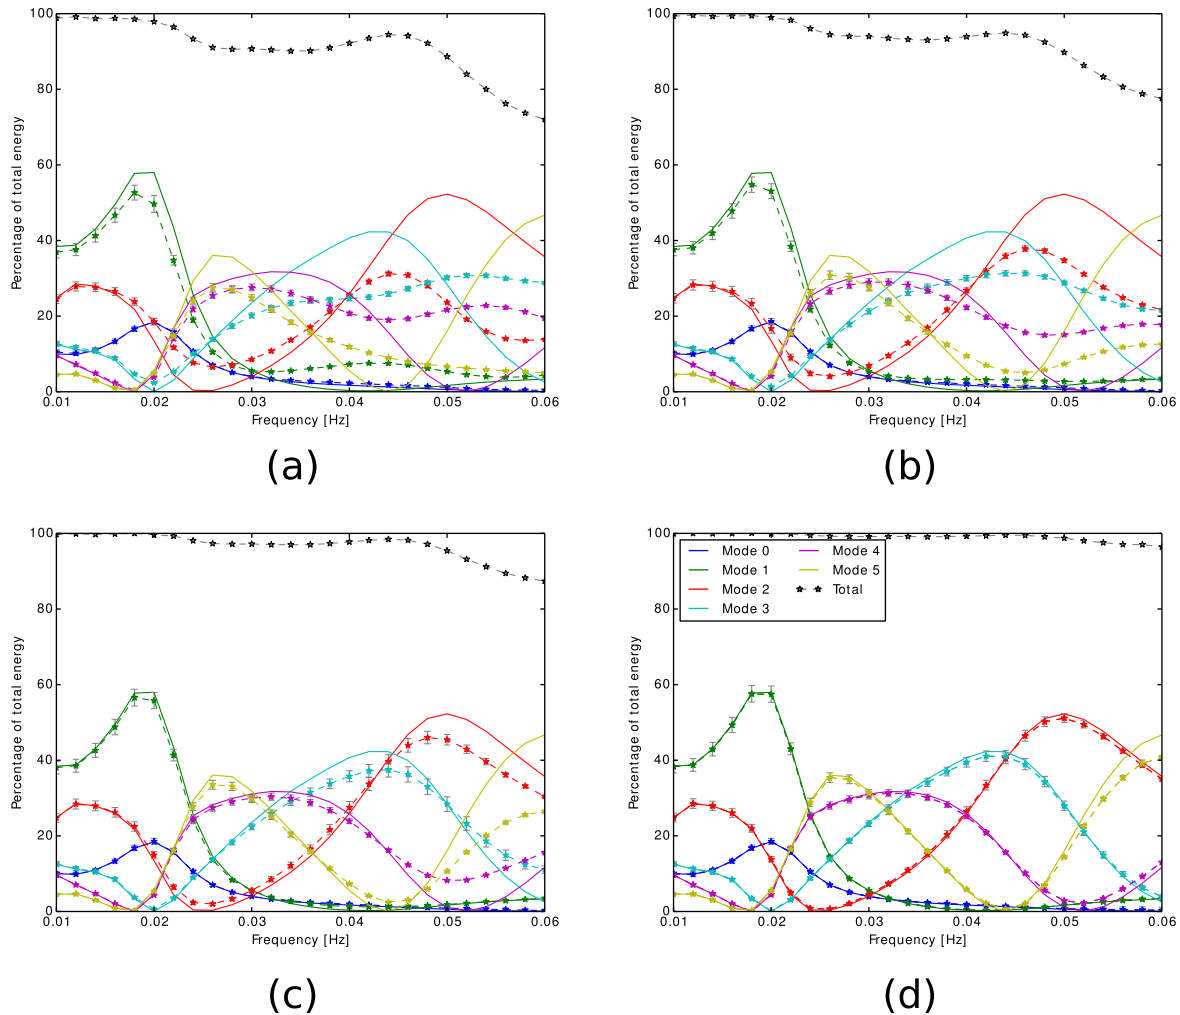 100
80
60
40
20
0
0.01 0.02 0.03 0.04 0.05 0.06
Percentage of total energy
Frequency [Hz]
(a)
100
80
60
40
20
0
0.01 0.02 0.03 0.04 0.05 0.06
Percentage of total energy
Frequency [Hz]
(b)
100
80
60
40
20
0
0.01 0.02 0.03 0.04 0.05 0.06
Percentage of total energy
Frequency [Hz]
(c)
100
80
60
40
20
0
0.01 0.02 0.03 0.04 0.05 0.06
Percentage of total energy
Frequency [Hz]
Mode 0 Mode 4
Mode 1 Mode 5
Mode 2 Total
Mode 3
(d)